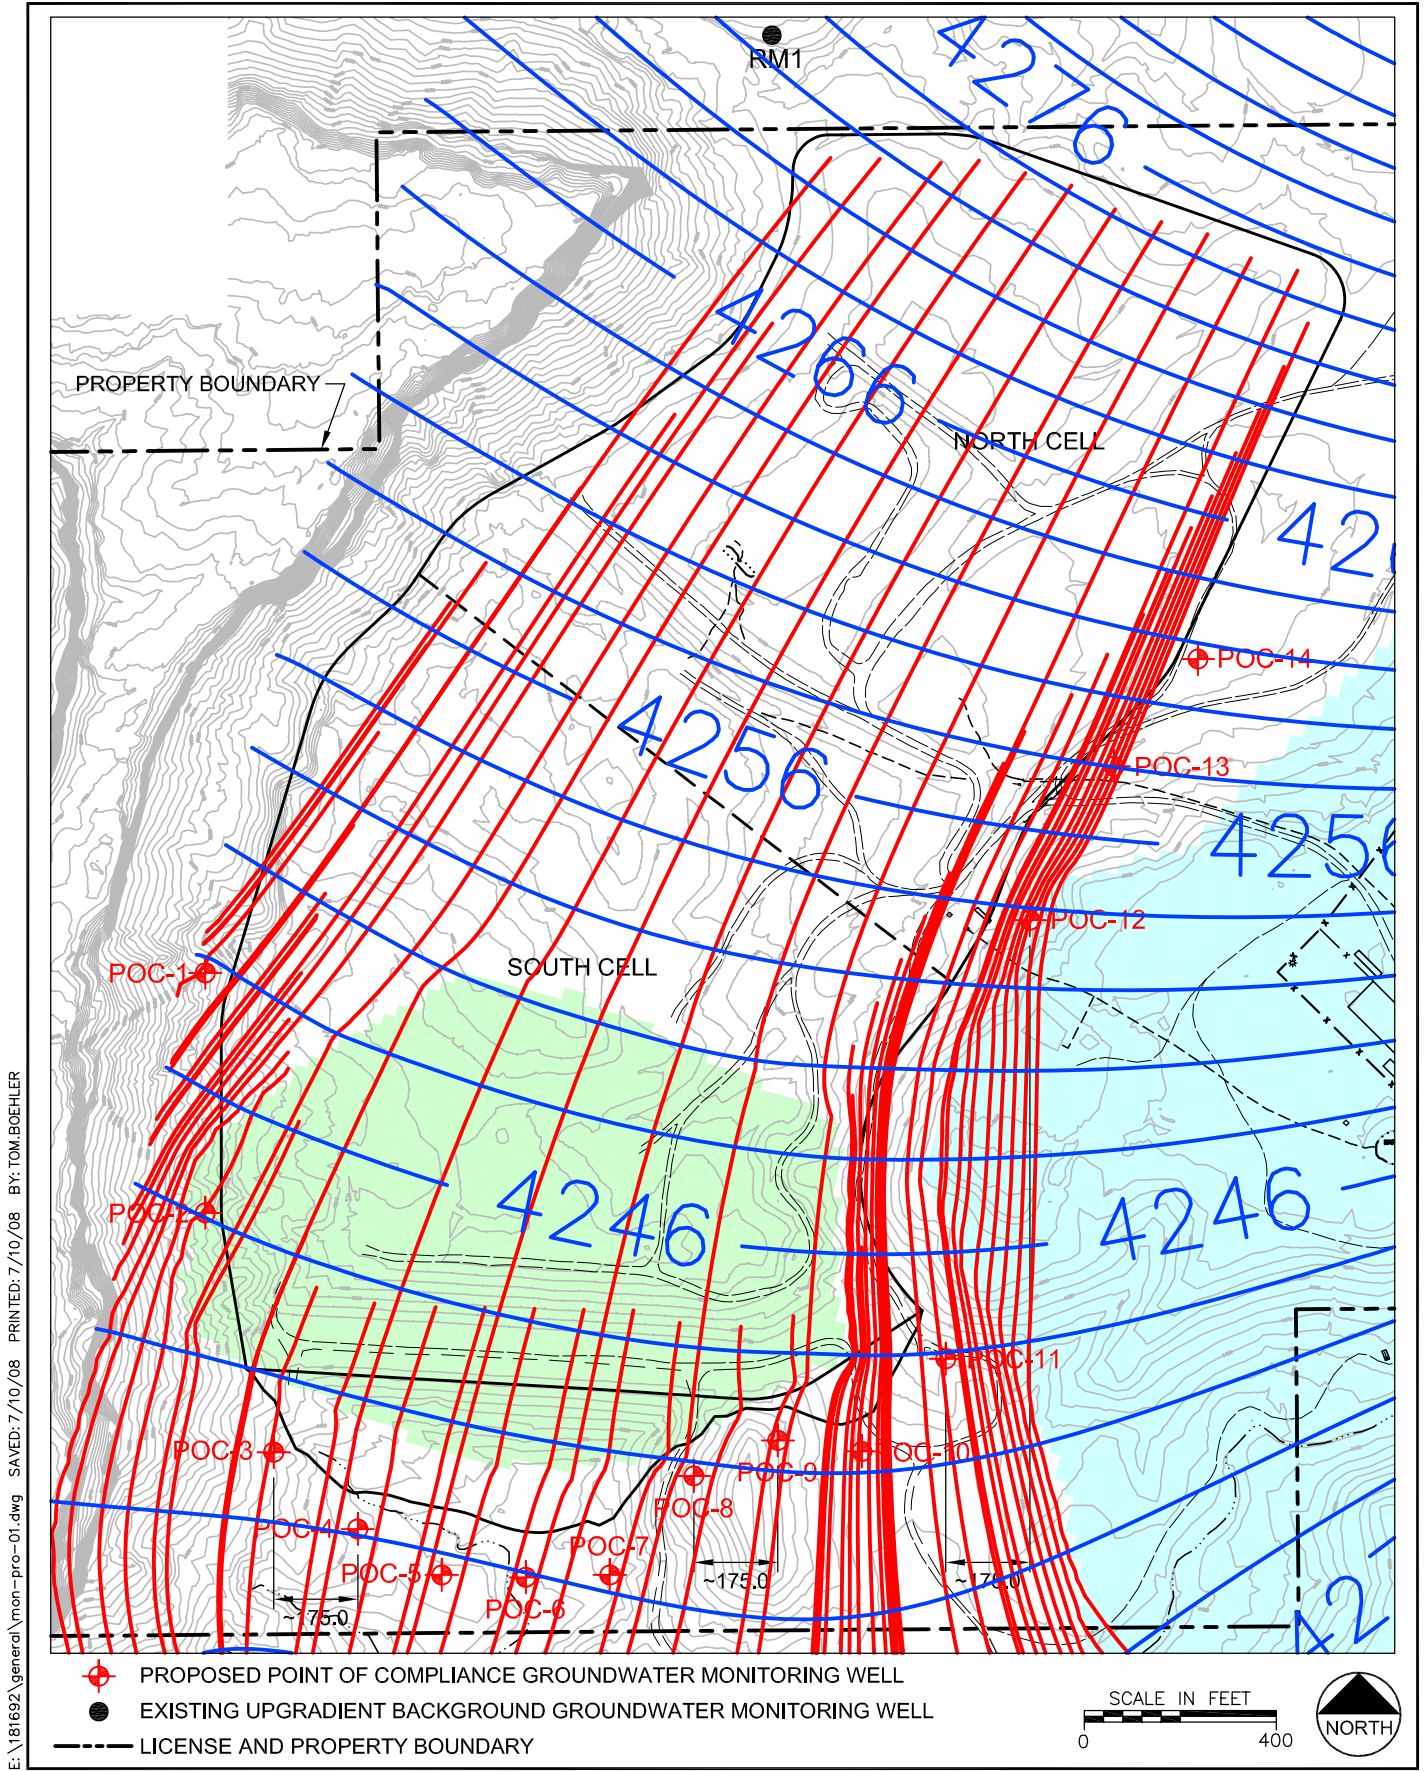 RM1
4276
PROPERTY BOUNDARY
4266
NORTH CELL
POC-14
4256
POC-13
4256
POC-12
SOUTH CELL
POC-1
POC-2
4246
4246
POC-11
POC-3
POC-10
POC-9
POC-8
POC-4
POC-7
POC-5
~175.0
~175.0
POC-6
~175.0
PROPOSED POINT OF COMPLIANCE GROUNDWATER MONITORING WELL
EXISTING UPGRADIENT BACKGROUND GROUNDWATER MONITORING WELL
LICENSE AND PROPERTY BOUNDARY
SCALE IN FEET
0 400
NORTH
E:\181692\general\mon-pro-01.dwg SAVED: 7/10/08 PRINTED: 7/10/08 BY: TOM.BOEHLER